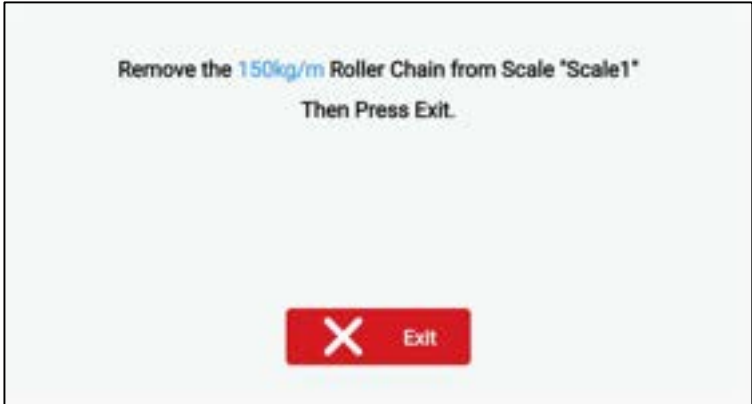 Remove the 150kg/m Roller Chain from Scale "Scale1"
Then Press Exit.
Exit